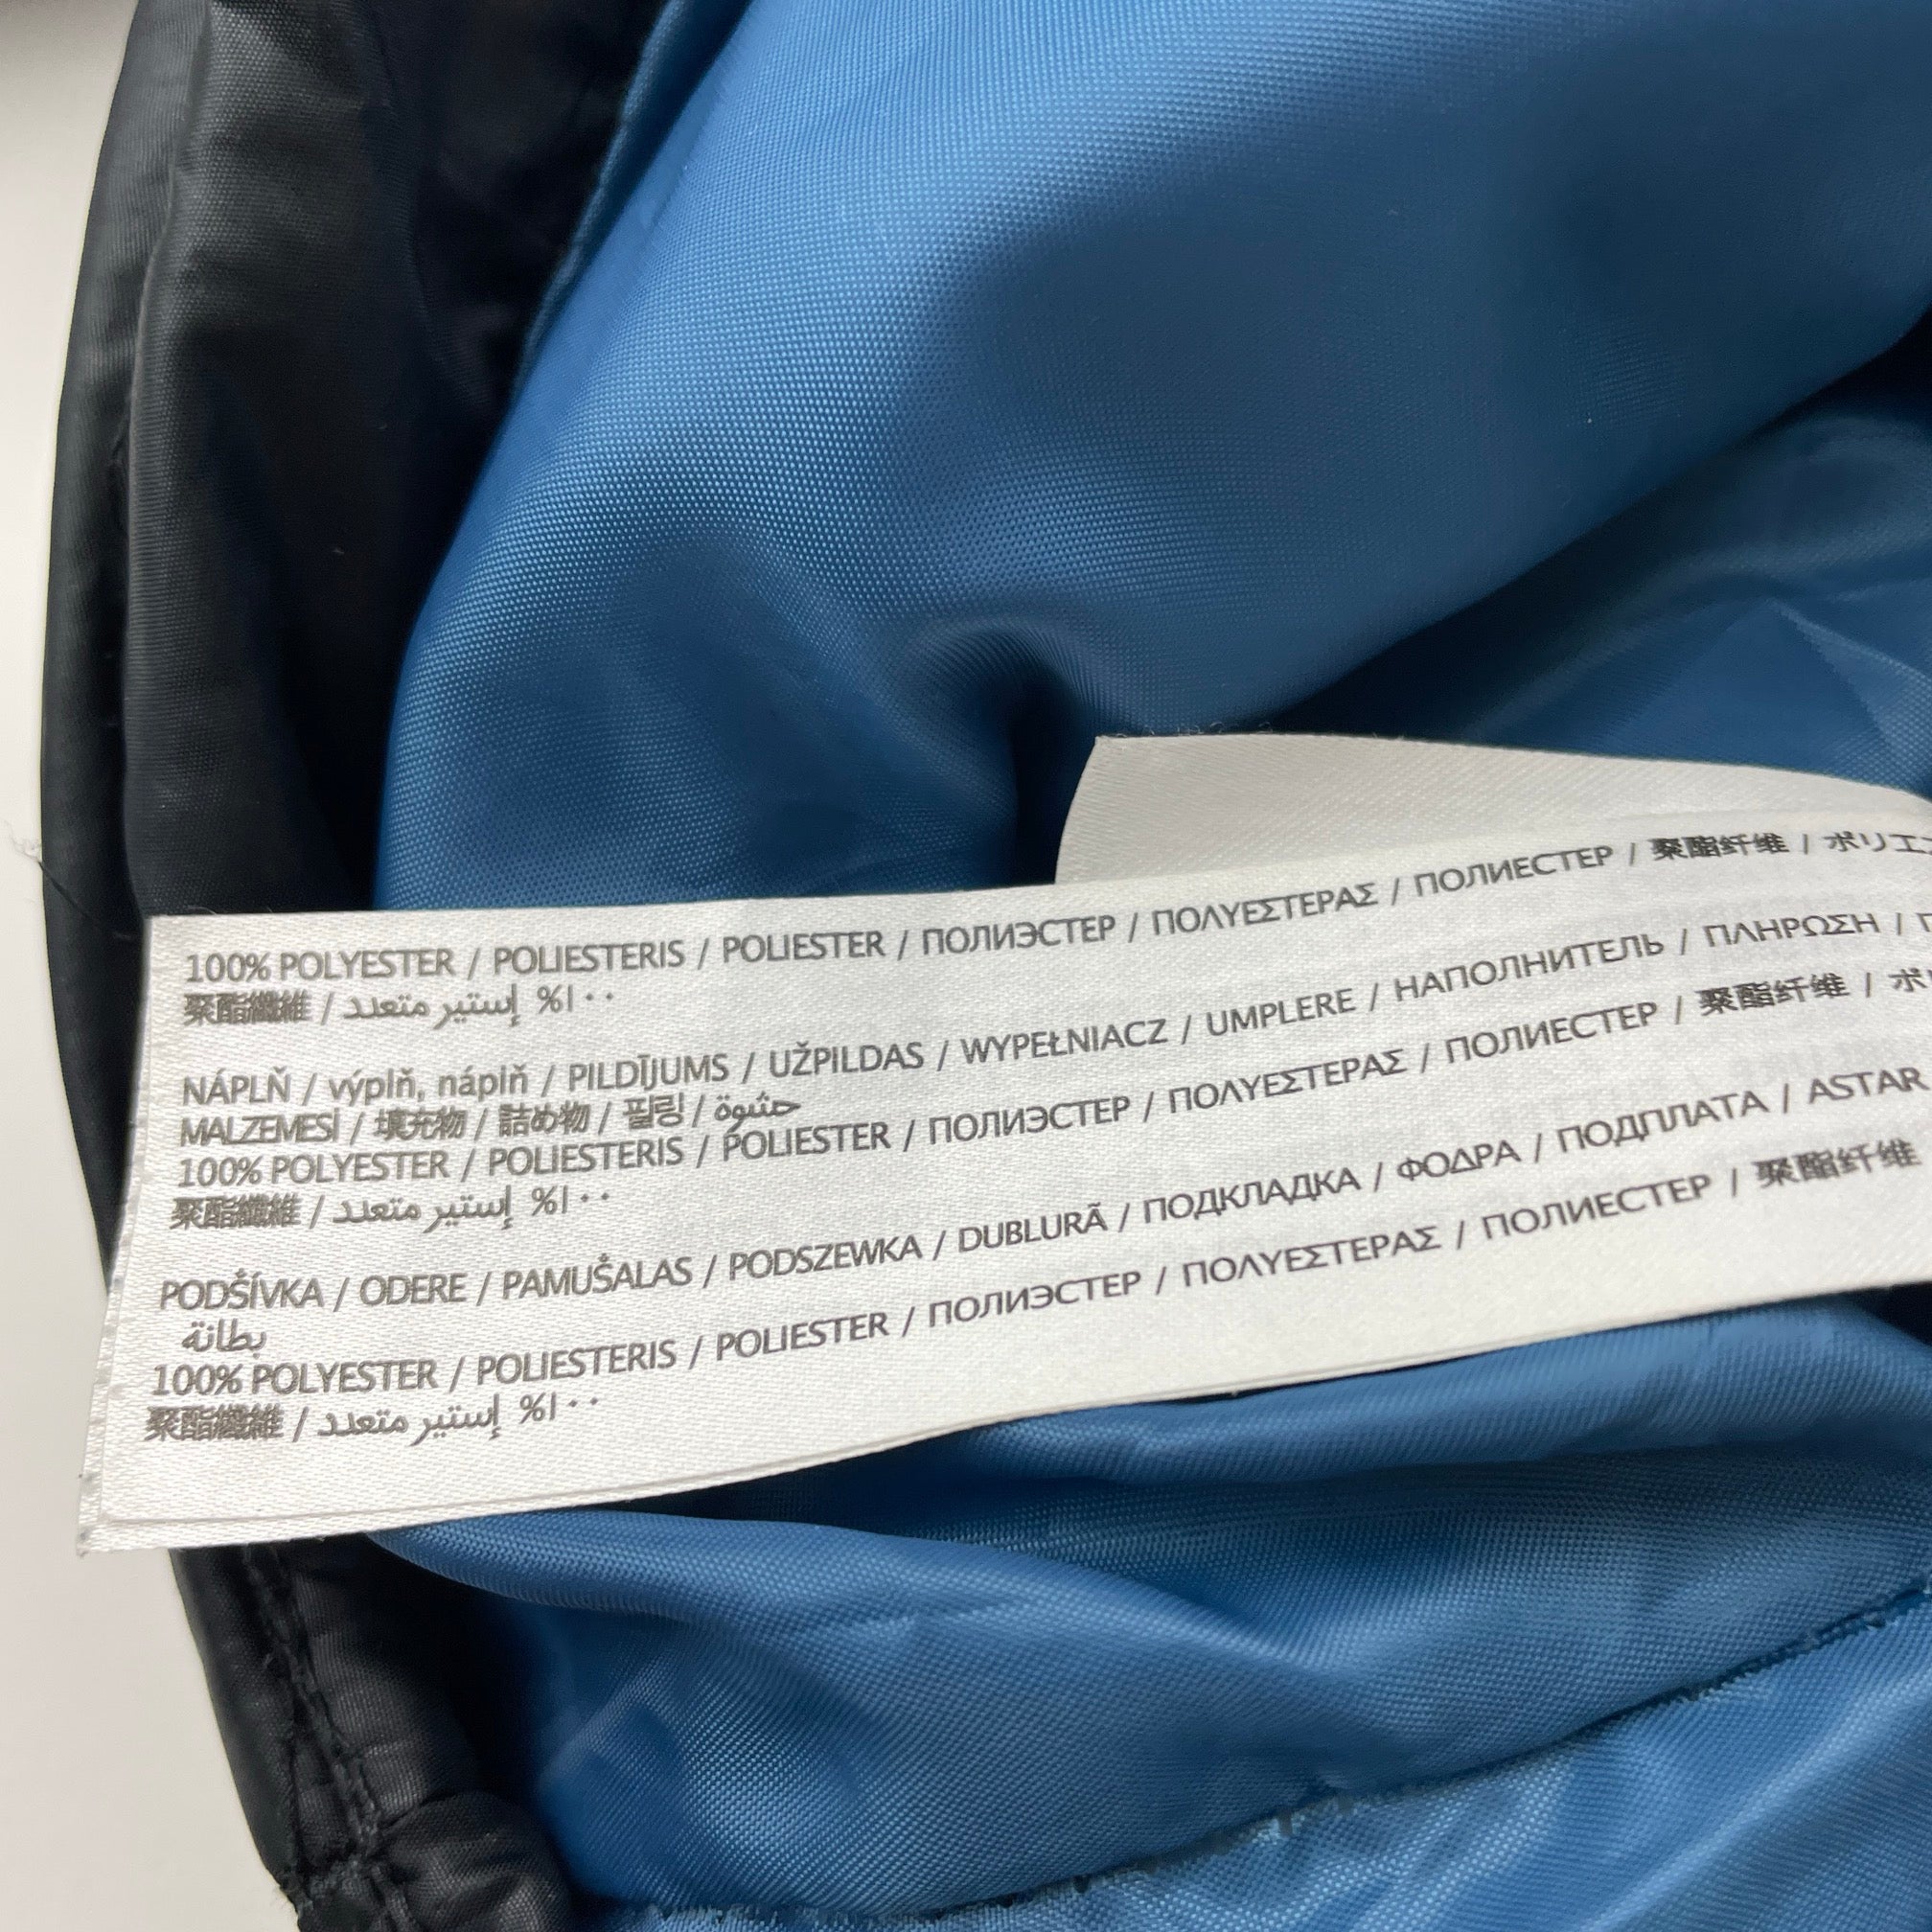 100% POLYESTER / POLIESTERIS / POLIESTER / ПОЛИЭСТЕР / ΠΟΛΥΕΣΤΕΡΑΣ / ПОЛИЕСТЕР / 聚酯纤维 /
聚酯纖維 / ١٠٠% إستير متعدد
NÁPLŇ / výplň, náplň / PILDĪJUMS / UŽPILDAS / WYPEŁNIACZ / UMPLERE / НАПОЛНИТЕЛЬ / ΠΛΗΡΩΣΗ /
MALZEMESİ / 填充物 / 詰め物 / 필링 / حشوة
100% POLYESTER / POLIESTERIS / POLIESTER / ПОЛИЭСТЕР / ΠΟΛΥΕΣΤΕΡΑΣ / ПОЛИЕСТЕР / 聚酯纤维 /
聚酯纖維 / ١٠٠% إستير متعدد
PODŠÍVKA / ODERE / PAMUŠALAS / PODSZEWKA / DUBLURĂ / ПОДКЛАДКА / ΦΟΔΡΑ / ПОДПЛАТА / ASTAR
بطانة
100% POLYESTER / POLIESTERIS / POLIESTER / ПОЛИЭСТЕР / ΠΟΛΥΕΣΤΕΡΑΣ / ПОЛИЕСТЕР / 聚酯纤维
聚酯纖維 / ١٠٠% إستير متعدد